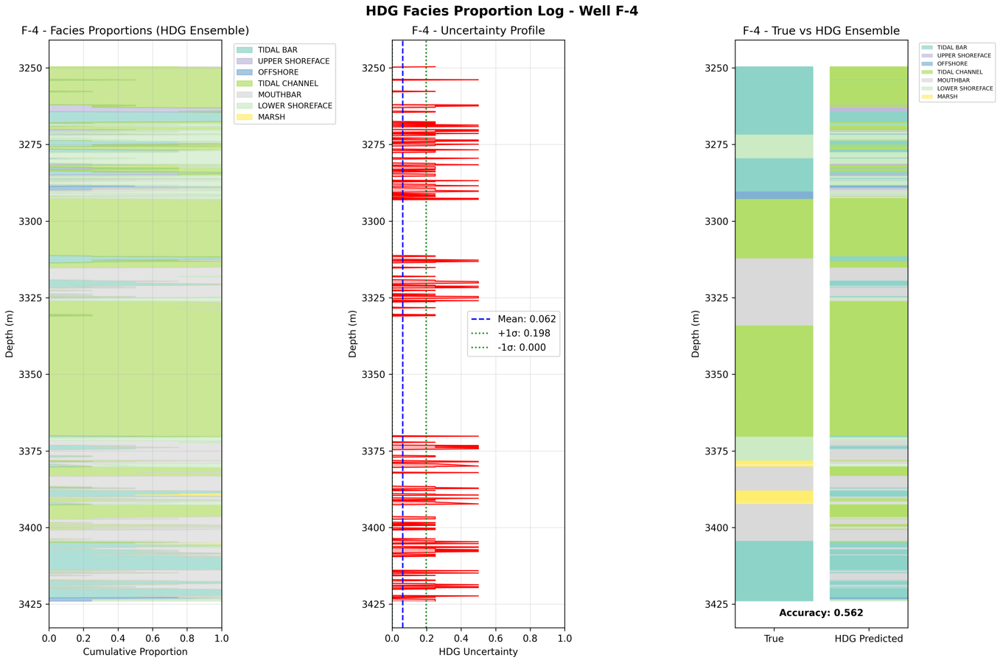 HDG Facies Proportion Log - Well F-4
F-4 - Facies Proportions (HDG Ensemble)
TIDAL BAR
UPPER SHOREFACE
OFFSHORE
TIDAL CHANNEL
MOUTHBAR
LOWER SHOREFACE
MARSH
Depth (m)
3250
3275
3300
3325
3350
3375
3400
3425
0.0 0.2 0.4 0.6 0.8 1.0
Cumulative Proportion
F-4 - Uncertainty Profile
Depth (m)
3250
3275
3300
3325
3350
3375
3400
3425
Mean: 0.062
+1σ: 0.198
-1σ: 0.000
0.0 0.2 0.4 0.6 0.8 1.0
HDG Uncertainty
F-4 - True vs HDG Ensemble
TIDAL BAR
UPPER SHOREFACE
OFFSHORE
TIDAL CHANNEL
MOUTHBAR
LOWER SHOREFACE
MARSH
Depth (m)
3250
3275
3300
3325
3350
3375
3400
3425
Accuracy: 0.562
True HDG Predicted